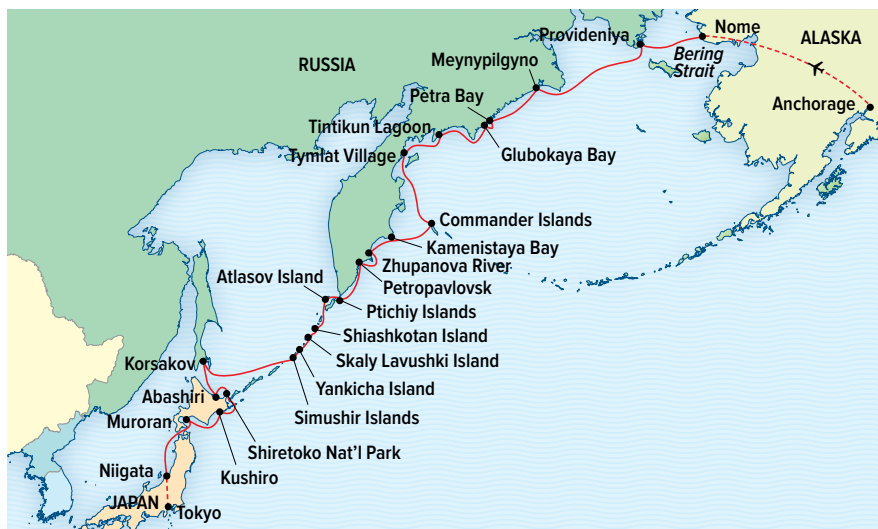 Nome
ALASKA
Provideniya
Bering
Strait
RUSSIA
Meynypilgyno
Petra Bay
Anchorage
Tintikun Lagoon
Glubokaya Bay
Tymlat Village
Commander Islands
Kamenistaya Bay
Zhupanova River
Atlasov Island
Petropavlovsk
Ptichiy Islands
Shiashkotan Island
Skaly Lavushki Island
Korsakov
Yankicha Island
Abashiri
Simushir Islands
Muroran
Shiretoko Nat’l Park
Niigata
Kushiro
JAPAN
Tokyo